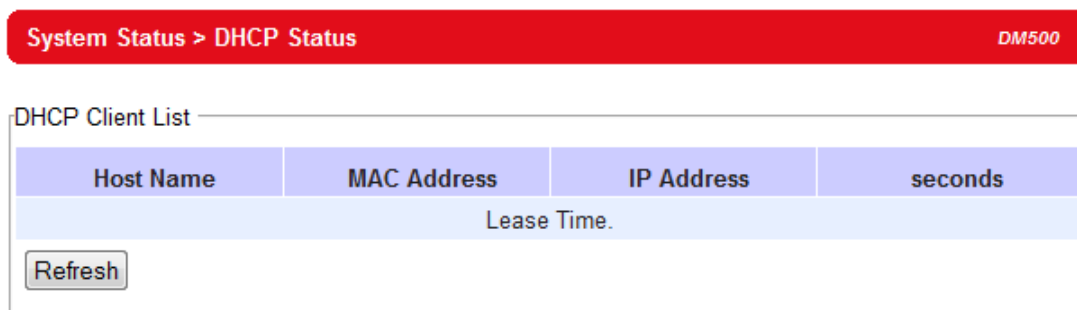 System Status > DHCP Status DM500
DHCP Client List
Host Name MAC Address IP Address seconds
Lease Time.
Refresh